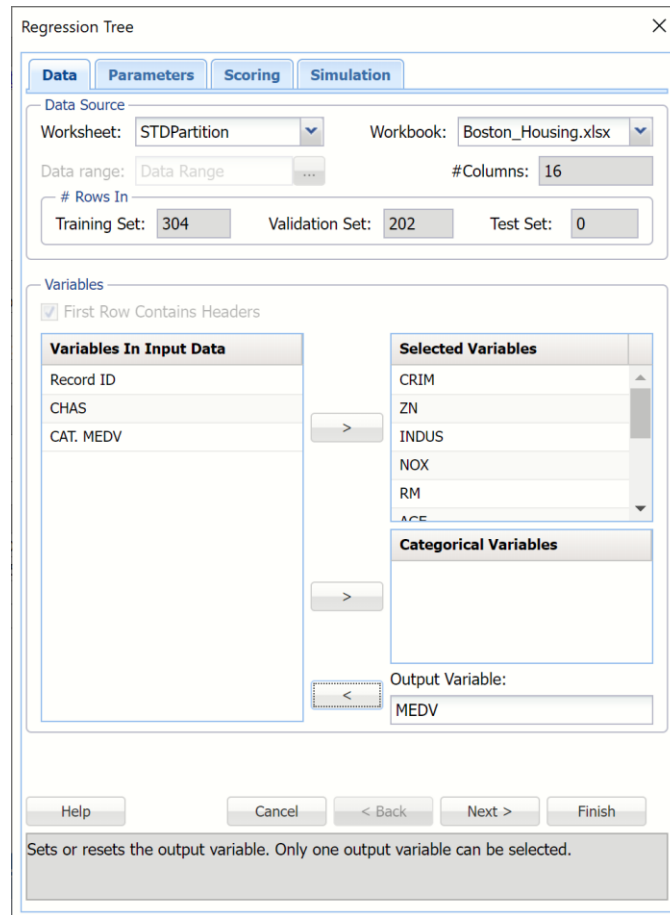 Regression Tree
Data Parameters Scoring Simulation
Data Source
Worksheet: STDPartition Workbook: Boston_Housing.xlsx
Data range: Data Range ... #Columns: 16
# Rows In
Training Set: 304 Validation Set: 202 Test Set: 0
Variables
First Row Contains Headers
Variables In Input Data
Record ID
CHAS
CAT. MEDV
>
Selected Variables
CRIM
ZN
INDUS
NOX
RM
AGE
>
Categorical Variables
<
Output Variable:
MEDV
Help Cancel < Back Next > Finish
Sets or resets the output variable. Only one output variable can be selected.